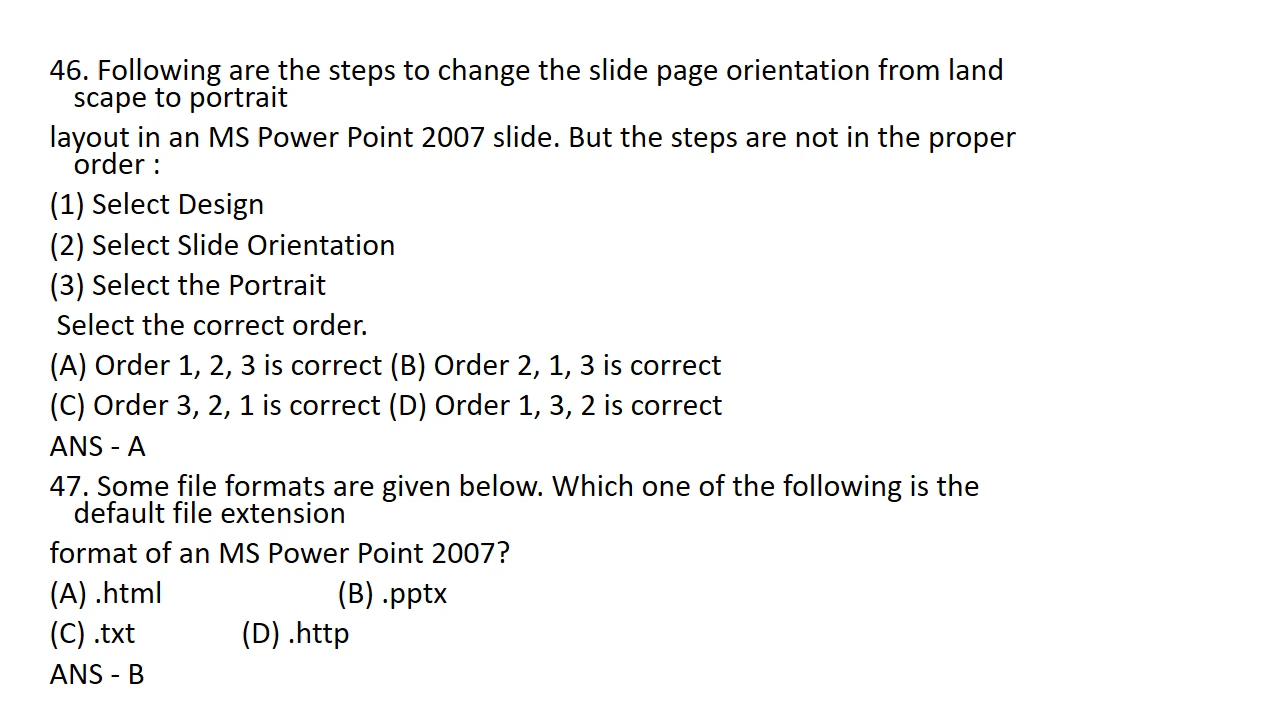 46. Following are the steps to change the slide page orientation from land
scape to portrait
layout in an MS Power Point 2007 slide. But the steps are not in the proper
order :
(1) Select Design
(2) Select Slide Orientation
(3) Select the Portrait
Select the correct order.
(A) Order 1, 2, 3 is correct (B) Order 2, 1, 3 is correct
(C) Order 3, 2, 1 is correct (D) Order 1, 3, 2 is correct
ANS - A
47. Some file formats are given below. Which one of the following is the
default file extension
format of an MS Power Point 2007?
(A) .html (B) .pptx
(C) .txt (D) .http
ANS - B